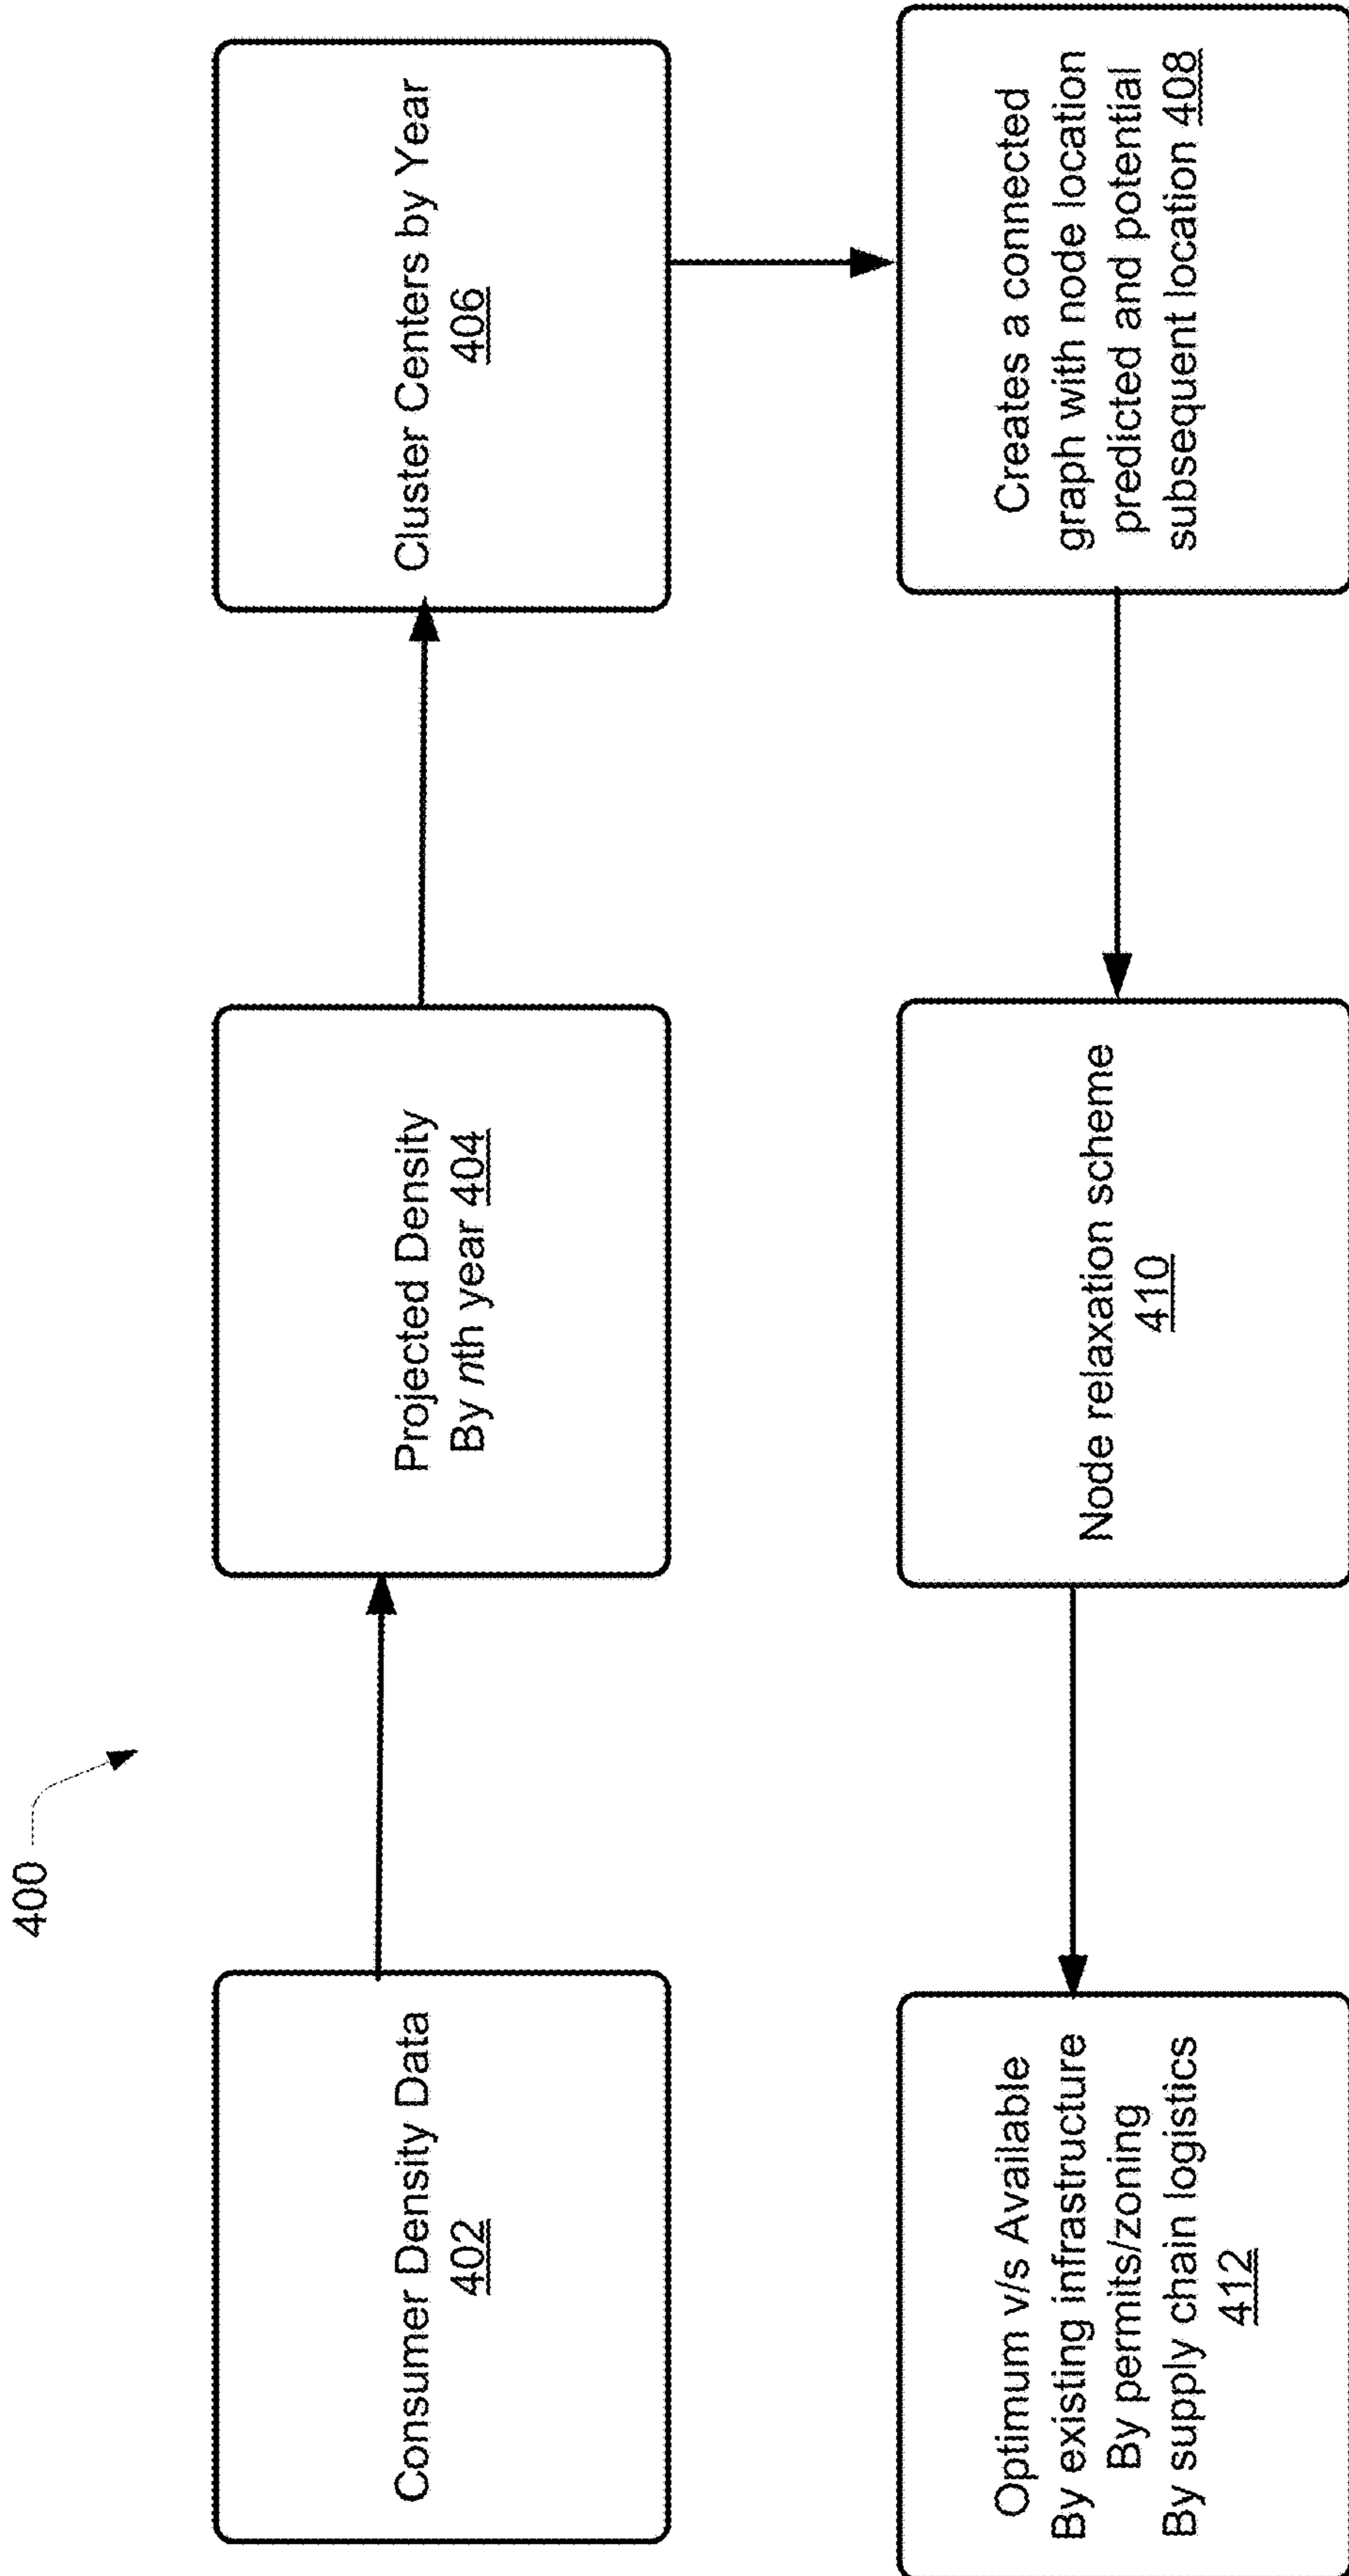 400
Consumer Density Data
402
Projected Density
By nth year 404
Cluster Centers by Year
406
Creates a connected
graph with node location
predicted and potential
subsequent location 408
Node relaxation scheme
410
Optimum v/s Available
By existing infrastructure
By permits/zoning
By supply chain logistics
412